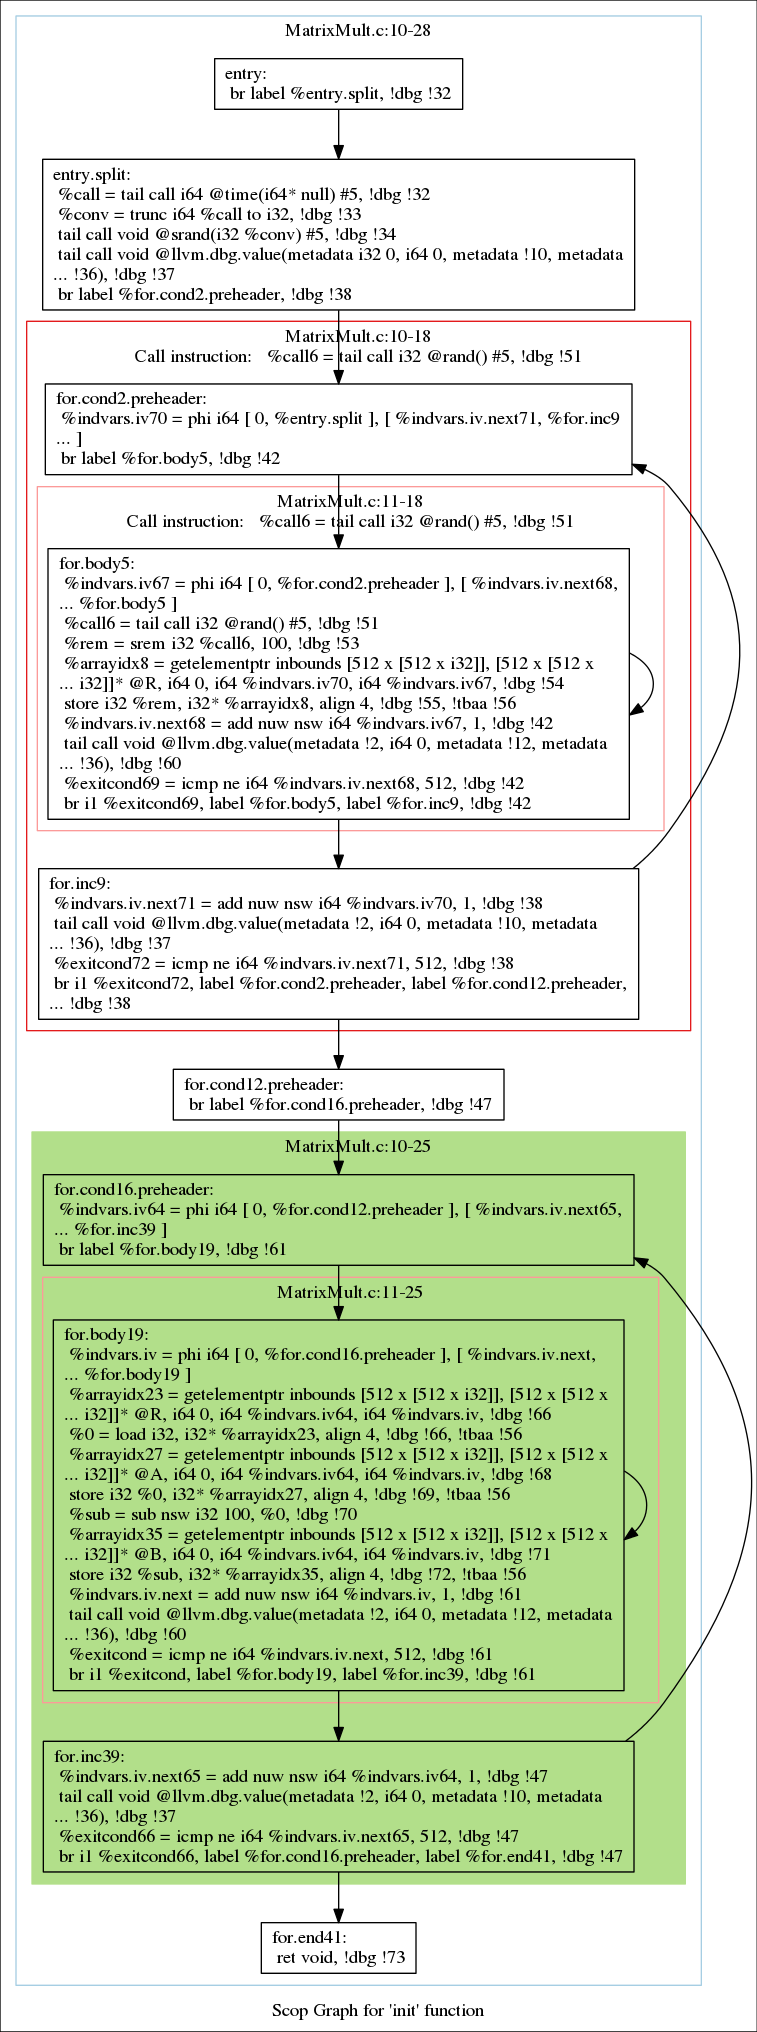 MatrixMult.c:10-28
entry:
br label %entry.split, !dbg !32
entry.split:
%call = tail call i64 @time(i64* null) #5, !dbg !32
%conv = trunc i64 %call to i32, !dbg !33
tail call void @srand(i32 %conv) #5, !dbg !34
tail call void @llvm.dbg.value(metadata i32 0, i64 0, metadata !10, metadata
... !36), !dbg !37
br label %for.cond2.preheader, !dbg !38
MatrixMult.c:10-18
Call instruction:   %call6 = tail call i32 @rand() #5, !dbg !51
for.cond2.preheader:
%indvars.iv70 = phi i64 [ 0, %entry.split ], [ %indvars.iv.next71, %for.inc9
... ]
br label %for.body5, !dbg !42
MatrixMult.c:11-18
Call instruction:   %call6 = tail call i32 @rand() #5, !dbg !51
for.body5:
%indvars.iv67 = phi i64 [ 0, %for.cond2.preheader ], [ %indvars.iv.next68,
... %for.body5 ]
%call6 = tail call i32 @rand() #5, !dbg !51
%rem = srem i32 %call6, 100, !dbg !53
%arrayidx8 = getelementptr inbounds [512 x [512 x i32]], [512 x [512 x
... i32]]* @R, i64 0, i64 %indvars.iv70, i64 %indvars.iv67, !dbg !54
store i32 %rem, i32* %arrayidx8, align 4, !dbg !55, !tbaa !56
%indvars.iv.next68 = add nuw nsw i64 %indvars.iv67, 1, !dbg !42
tail call void @llvm.dbg.value(metadata !2, i64 0, metadata !12, metadata
... !36), !dbg !60
%exitcond69 = icmp ne i64 %indvars.iv.next68, 512, !dbg !42
br i1 %exitcond69, label %for.body5, label %for.inc9, !dbg !42
for.inc9:
%indvars.iv.next71 = add nuw nsw i64 %indvars.iv70, 1, !dbg !38
tail call void @llvm.dbg.value(metadata !2, i64 0, metadata !10, metadata
... !36), !dbg !37
%exitcond72 = icmp ne i64 %indvars.iv.next71, 512, !dbg !38
br i1 %exitcond72, label %for.cond2.preheader, label %for.cond12.preheader,
... !dbg !38
for.cond12.preheader:
br label %for.cond16.preheader, !dbg !47
MatrixMult.c:10-25
for.cond16.preheader:
%indvars.iv64 = phi i64 [ 0, %for.cond12.preheader ], [ %indvars.iv.next65,
... %for.inc39 ]
br label %for.body19, !dbg !61
MatrixMult.c:11-25
for.body19:
%indvars.iv = phi i64 [ 0, %for.cond16.preheader ], [ %indvars.iv.next,
... %for.body19 ]
%arrayidx23 = getelementptr inbounds [512 x [512 x i32]], [512 x [512 x
... i32]]* @R, i64 0, i64 %indvars.iv64, i64 %indvars.iv, !dbg !66
%0 = load i32, i32* %arrayidx23, align 4, !dbg !66, !tbaa !56
%arrayidx27 = getelementptr inbounds [512 x [512 x i32]], [512 x [512 x
... i32]]* @A, i64 0, i64 %indvars.iv64, i64 %indvars.iv, !dbg !68
store i32 %0, i32* %arrayidx27, align 4, !dbg !69, !tbaa !56
%sub = sub nsw i32 100, %0, !dbg !70
%arrayidx35 = getelementptr inbounds [512 x [512 x i32]], [512 x [512 x
... i32]]* @B, i64 0, i64 %indvars.iv64, i64 %indvars.iv, !dbg !71
store i32 %sub, i32* %arrayidx35, align 4, !dbg !72, !tbaa !56
%indvars.iv.next = add nuw nsw i64 %indvars.iv, 1, !dbg !61
tail call void @llvm.dbg.value(metadata !2, i64 0, metadata !12, metadata
... !36), !dbg !60
%exitcond = icmp ne i64 %indvars.iv.next, 512, !dbg !61
br i1 %exitcond, label %for.body19, label %for.inc39, !dbg !61
for.inc39:
%indvars.iv.next65 = add nuw nsw i64 %indvars.iv64, 1, !dbg !47
tail call void @llvm.dbg.value(metadata !2, i64 0, metadata !10, metadata
... !36), !dbg !37
%exitcond66 = icmp ne i64 %indvars.iv.next65, 512, !dbg !47
br i1 %exitcond66, label %for.cond16.preheader, label %for.end41, !dbg !47
for.end41:
ret void, !dbg !73
Scop Graph for 'init' function